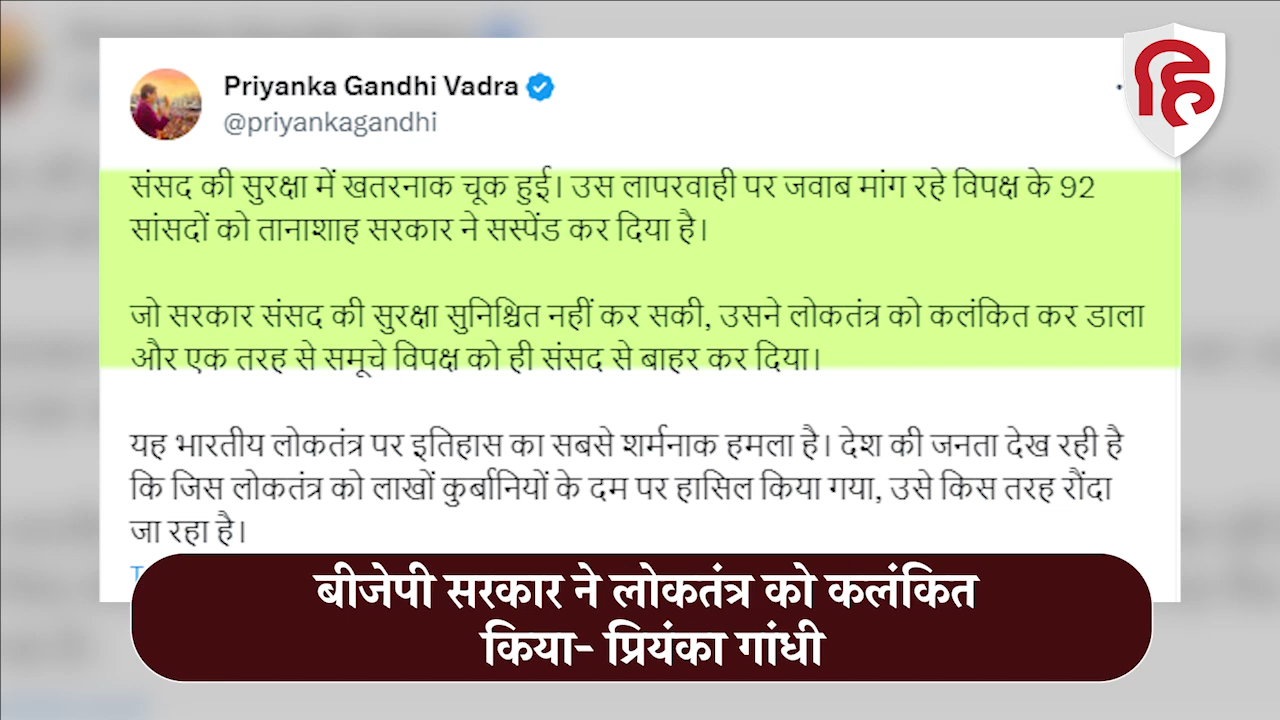 Priyanka Gandhi Vadra
@priyankagandhi
हि
संसद की सुरक्षा में खतरनाक चूक हुई। उस लापरवाही पर जवाब मांग रहे विपक्ष के 92
सांसदों को तानाशाह सरकार ने सस्पेंड कर दिया है।
जो सरकार संसद की सुरक्षा सुनिश्चित नहीं कर सकी, उसने लोकतंत्र को कलंकित कर डाला
और एक तरह से समूचे विपक्ष को ही संसद से बाहर कर दिया।
यह भारतीय लोकतंत्र पर इतिहास का सबसे शर्मनाक हमला है। देश की जनता देख रही है
कि जिस लोकतंत्र को लाखों कुर्बानियों के दम पर हासिल किया गया, उसे किस तरह रौंदा
जा रहा है।
बीजेपी सरकार ने लोकतंत्र को कलंकित
किया- प्रियंका गांधी